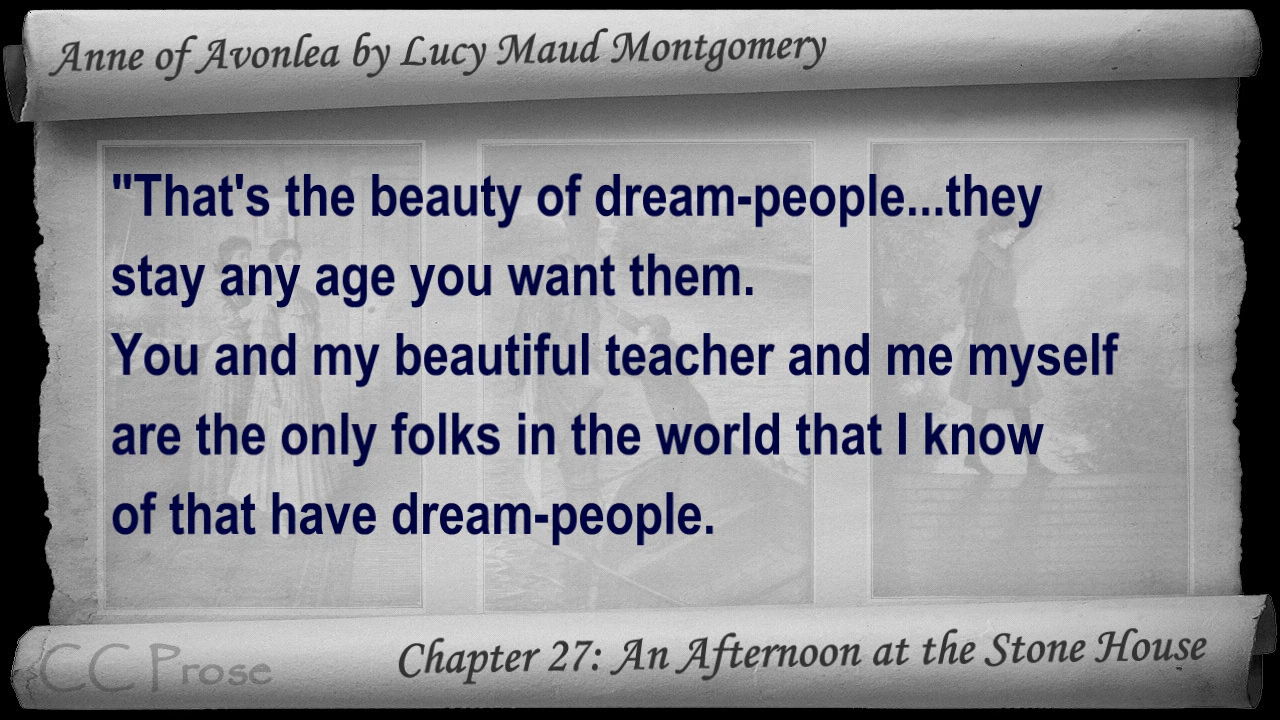 Anne of Avonlea by Lucy Maud Montgomery
"That's the beauty of dream-people...they
stay any age you want them.
You and my beautiful teacher and me myself
are the only folks in the world that I know
of that have dream-people.
CC Prose
Chapter 27: An Afternoon at the Stone House